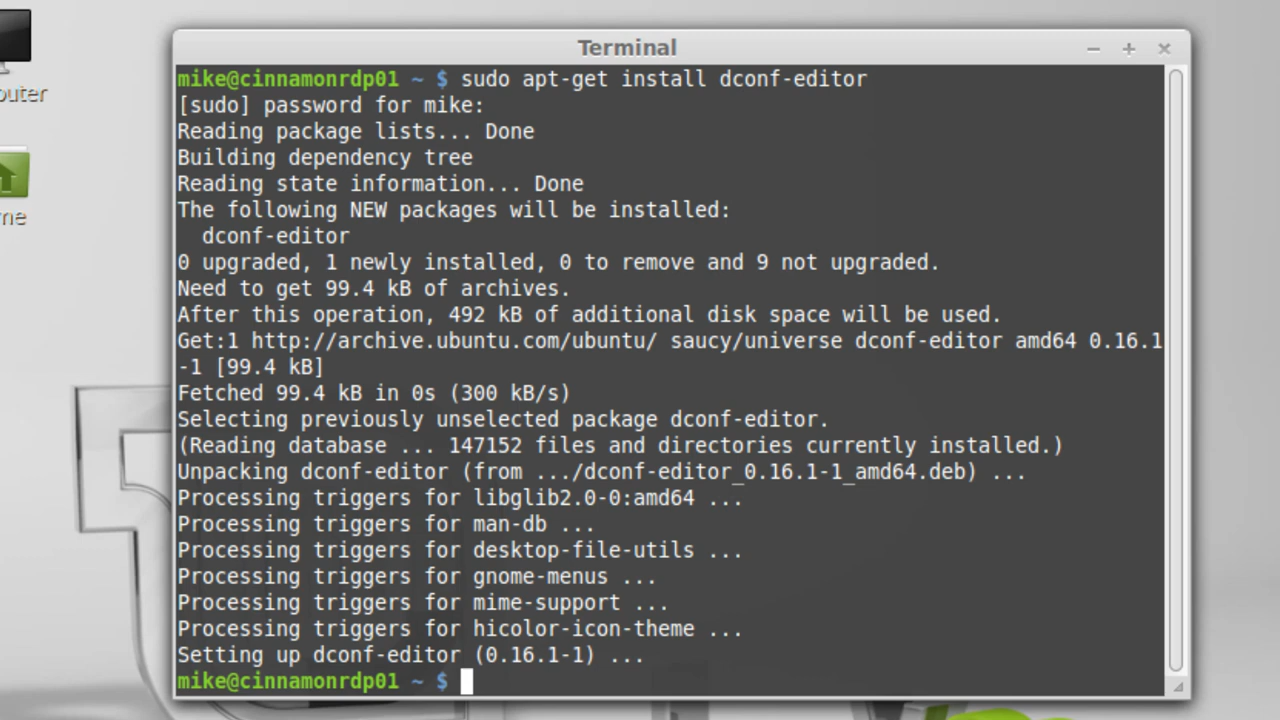 Terminal
mike@cinnamonrdp01 ~ $ sudo apt-get install dconf-editor
[sudo] password for mike:
Reading package lists... Done
Building dependency tree
Reading state information... Done
The following NEW packages will be installed:
  dconf-editor
0 upgraded, 1 newly installed, 0 to remove and 9 not upgraded.
Need to get 99.4 kB of archives.
After this operation, 492 kB of additional disk space will be used.
Get:1 http://archive.ubuntu.com/ubuntu/ saucy/universe dconf-editor amd64 0.16.1
-1 [99.4 kB]
Fetched 99.4 kB in 0s (300 kB/s)
Selecting previously unselected package dconf-editor.
(Reading database ... 147152 files and directories currently installed.)
Unpacking dconf-editor (from .../dconf-editor_0.16.1-1_amd64.deb) ...
Processing triggers for libglib2.0-0:amd64 ...
Processing triggers for man-db ...
Processing triggers for desktop-file-utils ...
Processing triggers for gnome-menus ...
Processing triggers for mime-support ...
Processing triggers for hicolor-icon-theme ...
Setting up dconf-editor (0.16.1-1) ...
mike@cinnamonrdp01 ~ $
outer
me